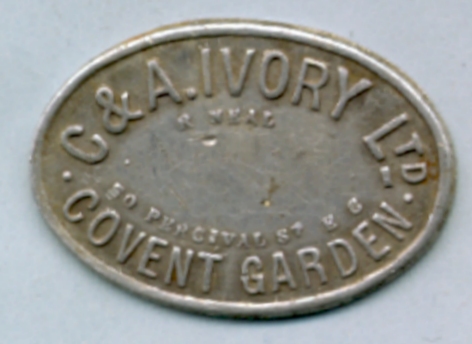 C & A. IVORY LTD
R NEAL
50 PERCIVAL ST E C
· COVENT GARDEN ·